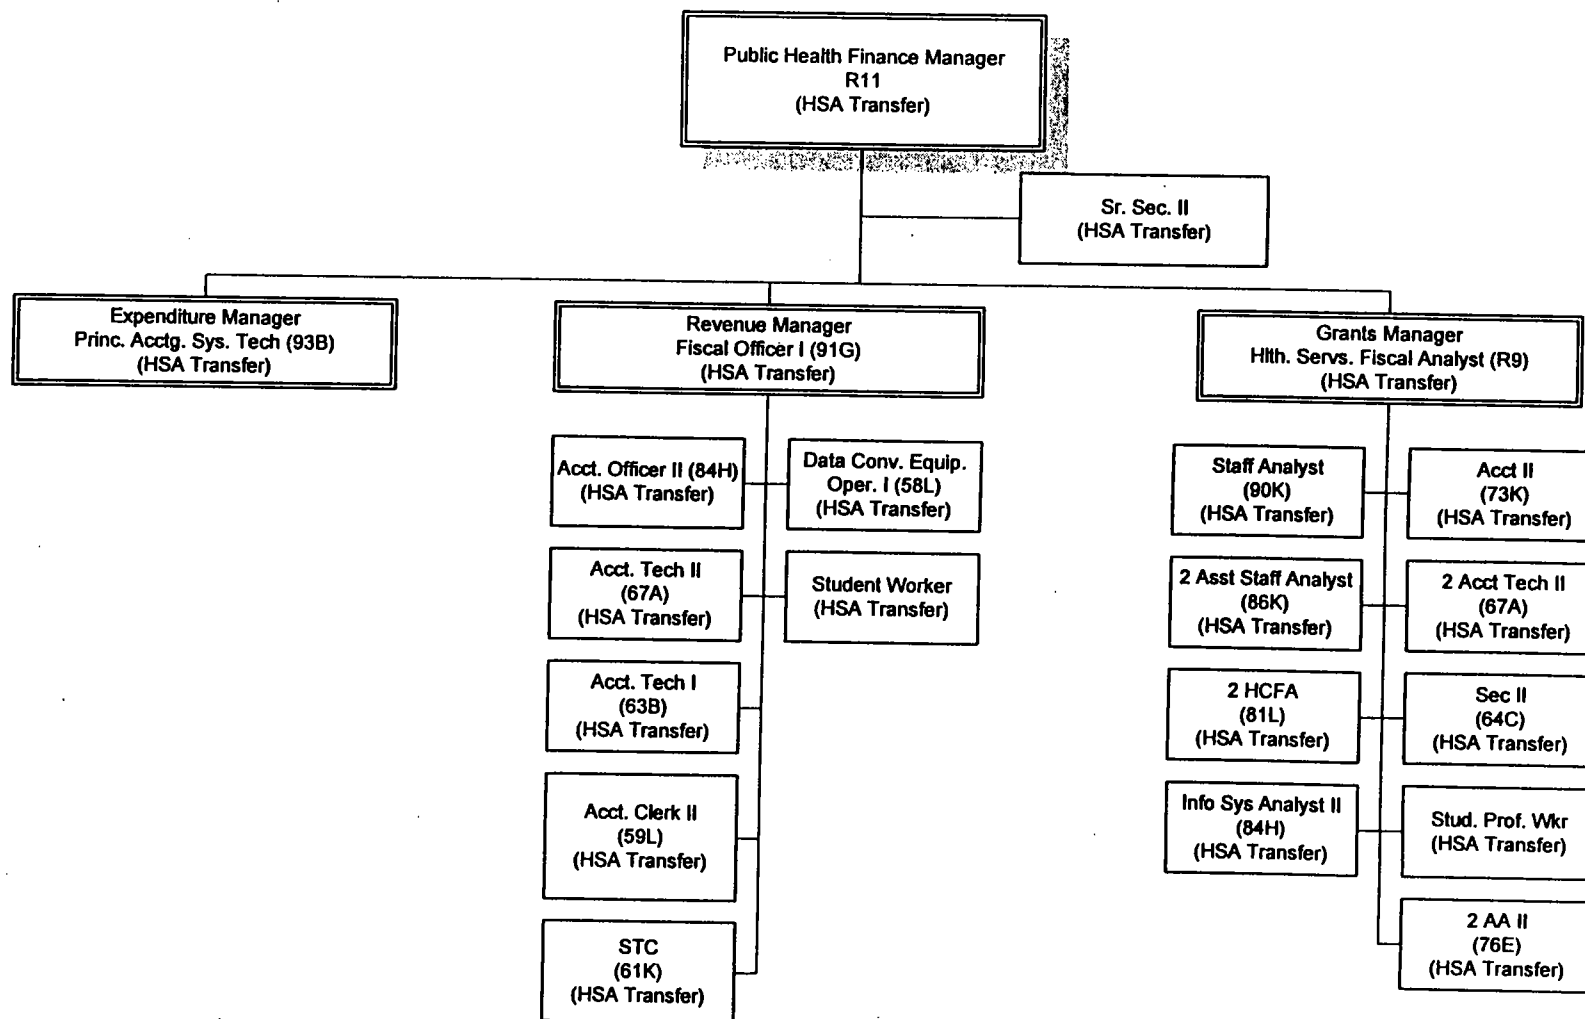 Public Health Finance Manager
R11
(HSA Transfer)
Sr. Sec. II
(HSA Transfer)
Expenditure Manager
Princ. Acctg. Sys. Tech (93B)
(HSA Transfer)
Revenue Manager
Fiscal Officer I (91G)
(HSA Transfer)
Grants Manager
Hlth. Servs. Fiscal Analyst (R9)
(HSA Transfer)
Acct. Officer II (84H)
(HSA Transfer)
Data Conv. Equip.
Oper. I (58L)
(HSA Transfer)
Acct. Tech II
(67A)
(HSA Transfer)
Student Worker
(HSA Transfer)
Acct. Tech I
(63B)
(HSA Transfer)
Acct. Clerk II
(59L)
(HSA Transfer)
STC
(61K)
(HSA Transfer)
Staff Analyst
(90K)
(HSA Transfer)
Acct II
(73K)
(HSA Transfer)
2 Asst Staff Analyst
(86K)
(HSA Transfer)
2 Acct Tech II
(67A)
(HSA Transfer)
2 HCFA
(81L)
(HSA Transfer)
Sec II
(64C)
(HSA Transfer)
Info Sys Analyst II
(84H)
(HSA Transfer)
Stud. Prof. Wkr
(HSA Transfer)
2 AA II
(76E)
(HSA Transfer)